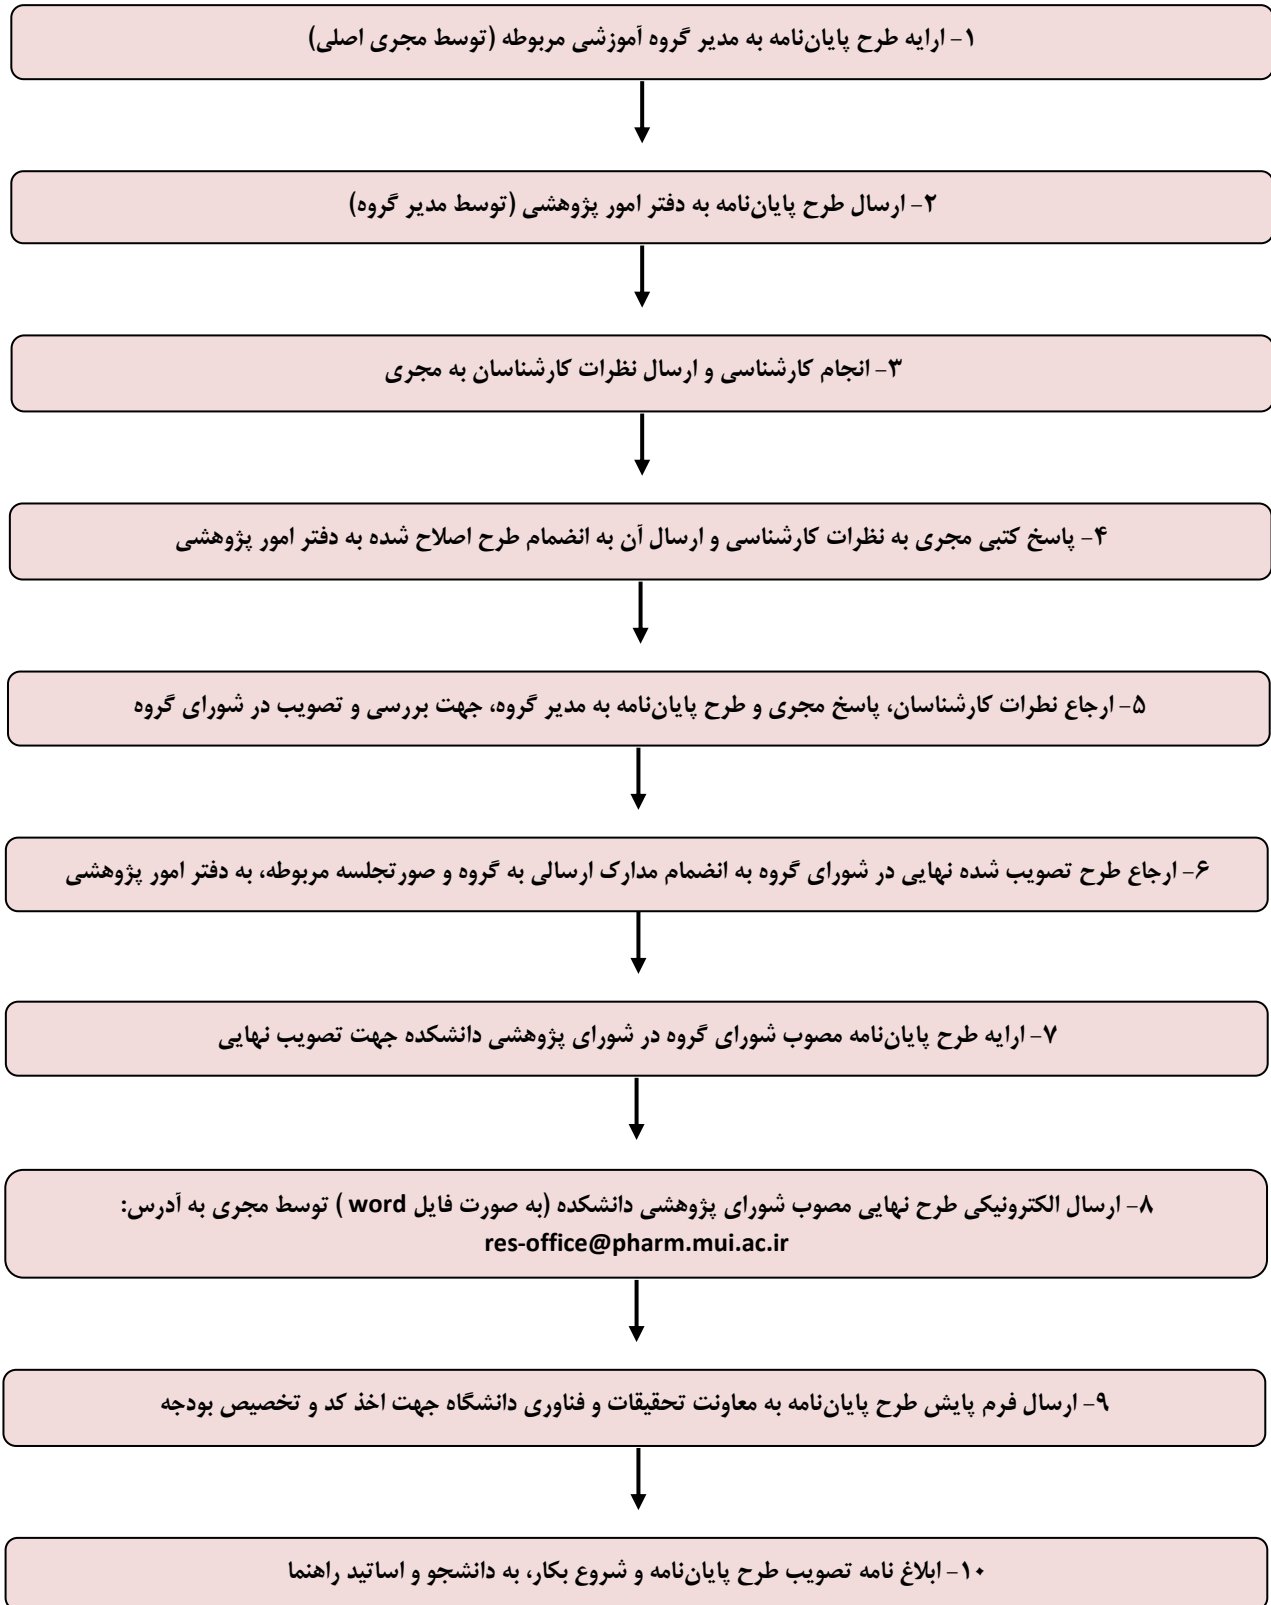 ۱- ارایه طرح پایان‌نامه به مدیر گروه آموزشی مربوطه (توسط مجری اصلی)
۲- ارسال طرح پایان‌نامه به دفتر امور پژوهشی (توسط مدیر گروه)
۳- انجام کارشناسی و ارسال نظرات کارشناسان به مجری
۴- پاسخ کتبی مجری به نظرات کارشناسی و ارسال آن به انضمام طرح اصلاح شده به دفتر امور پژوهشی
۵- ارجاع نطرات کارشناسان، پاسخ مجری و طرح پایان‌نامه به مدیر گروه، جهت بررسی و تصویب در شورای گروه
۶- ارجاع طرح تصویب شده نهایی در شورای گروه به انضمام مدارک ارسالی به گروه و صورتجلسه مربوطه، به دفتر امور پژوهشی
۷- ارایه طرح پایان‌نامه مصوب شورای گروه در شورای پژوهشی دانشکده جهت تصویب نهایی
۸- ارسال الکترونیکی طرح نهایی مصوب شورای پژوهشی دانشکده (به صورت فایل word ) توسط مجری به آدرس:
res-office@pharm.mui.ac.ir
۹- ارسال فرم پایش طرح پایان‌نامه به معاونت تحقیقات و فناوری دانشگاه جهت اخذ کد و تخصیص بودجه
۱۰- ابلاغ نامه تصویب طرح پایان‌نامه و شروع بکار، به دانشجو و اساتید راهنما